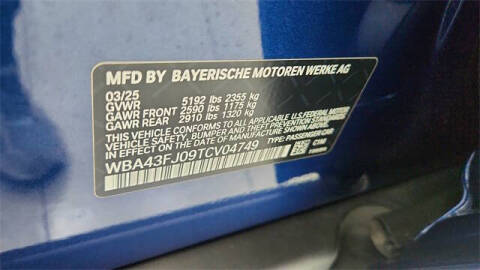 MFD BY BAYERISCHE MOTOREN WERKE AG
03/25
GVWR 5192 lbs 2355 kg
GAWR FRONT 2590 lbs 1175 kg
GAWR REAR 2910 lbs 1320 kg
THIS VEHICLE CONFORMS TO ALL APPLICABLE U.S. FEDERAL MOTOR
VEHICLE SAFETY, BUMPER AND THEFT PREVENTION STANDARDS
IN EFFECT ON THE DATE OF MANUFACTURE SHOWN ABOVE.
WBA43FJ09TCV04749 TYPE: PASSENGER CAR
C1M